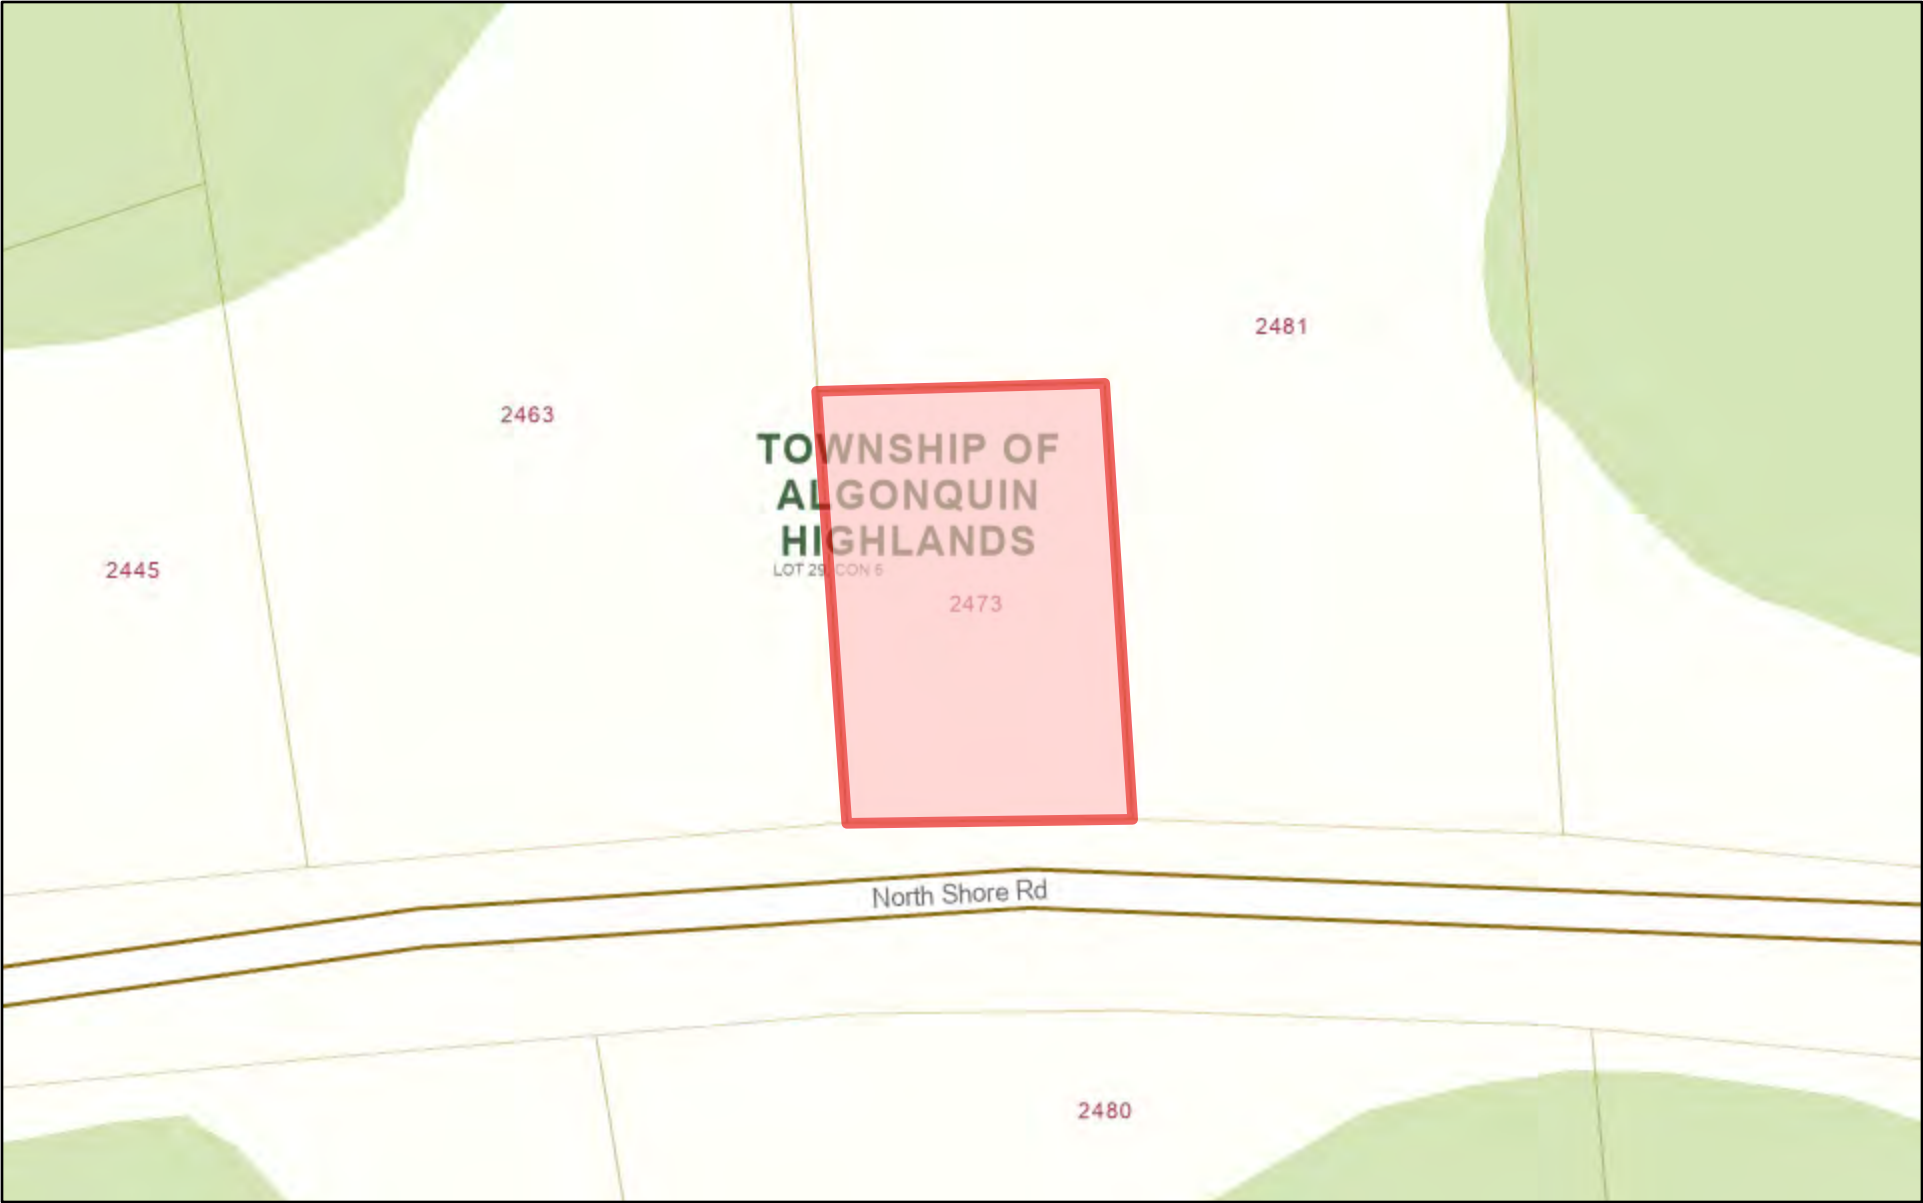 2481
2463
TOWNSHIP OF
ALGONQUIN
HIGHLANDS
LOT 29, CON 6
2445
2473
North Shore Rd
2480